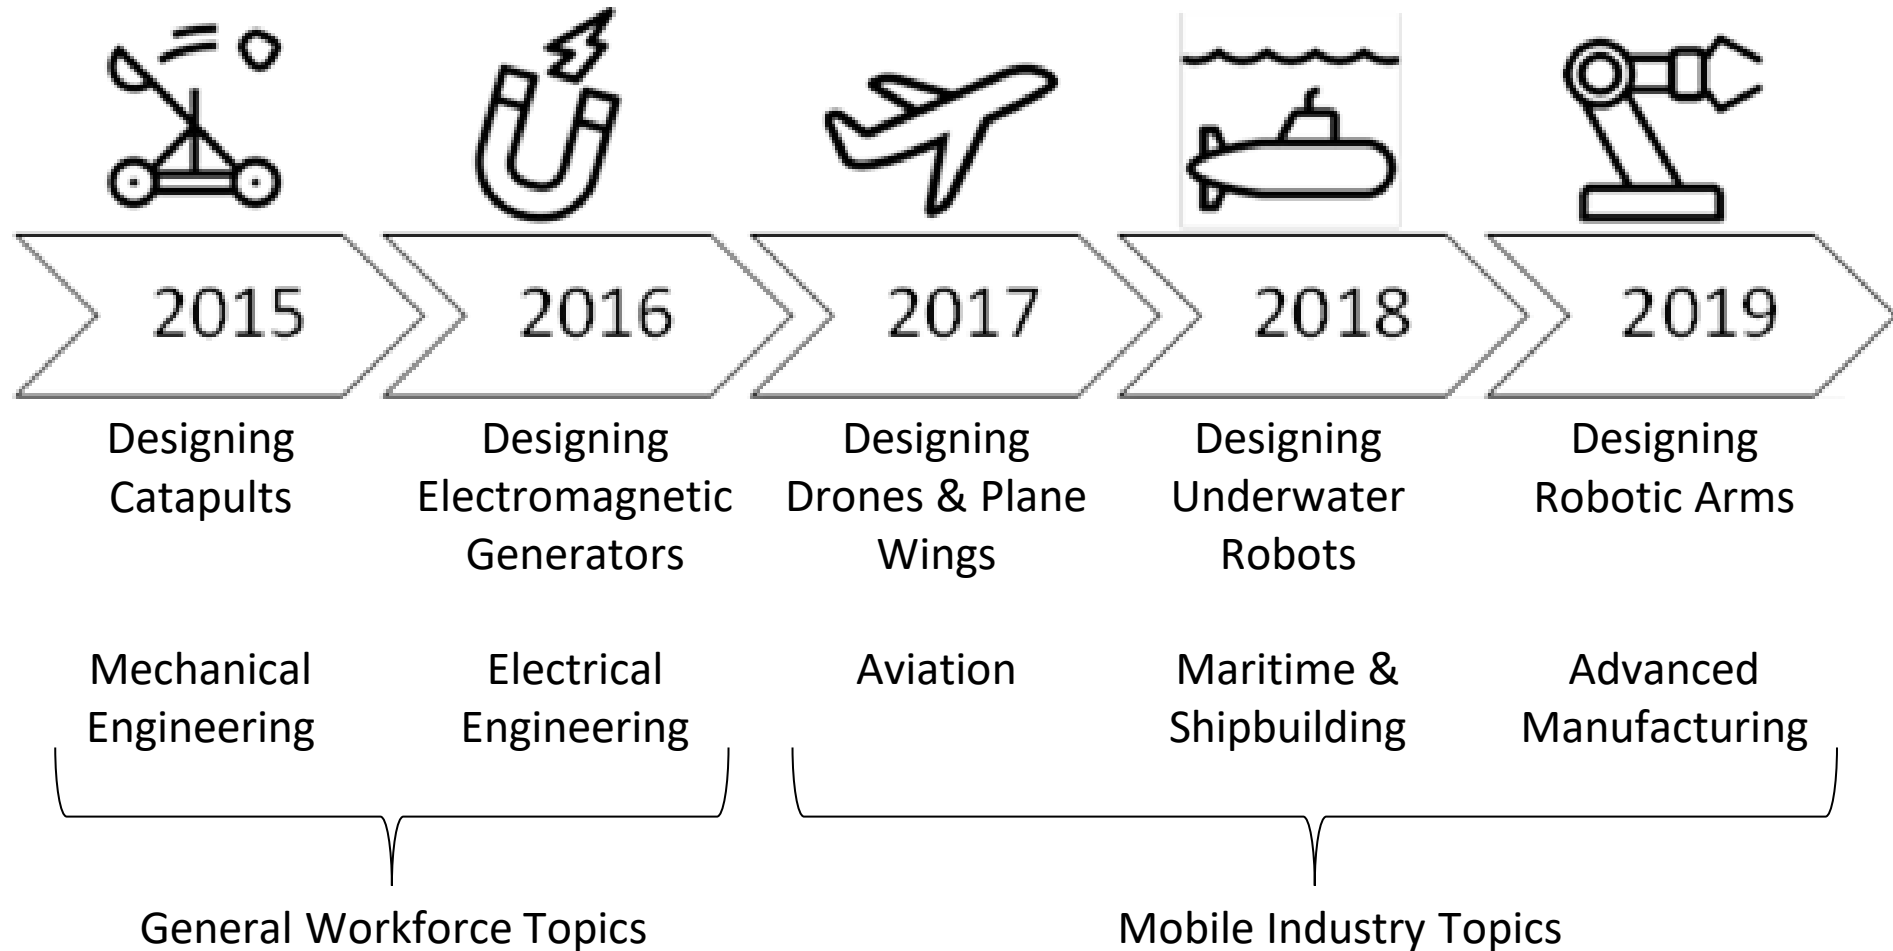 2015
2016
2017
2018
2019
Designing
Catapults
Designing
Electromagnetic
Generators
Designing
Drones & Plane
Wings
Designing
Underwater
Robots
Designing
Robotic Arms
Mechanical
Engineering
Electrical
Engineering
Aviation
Maritime &
Shipbuilding
Advanced
Manufacturing
General Workforce Topics
Mobile Industry Topics